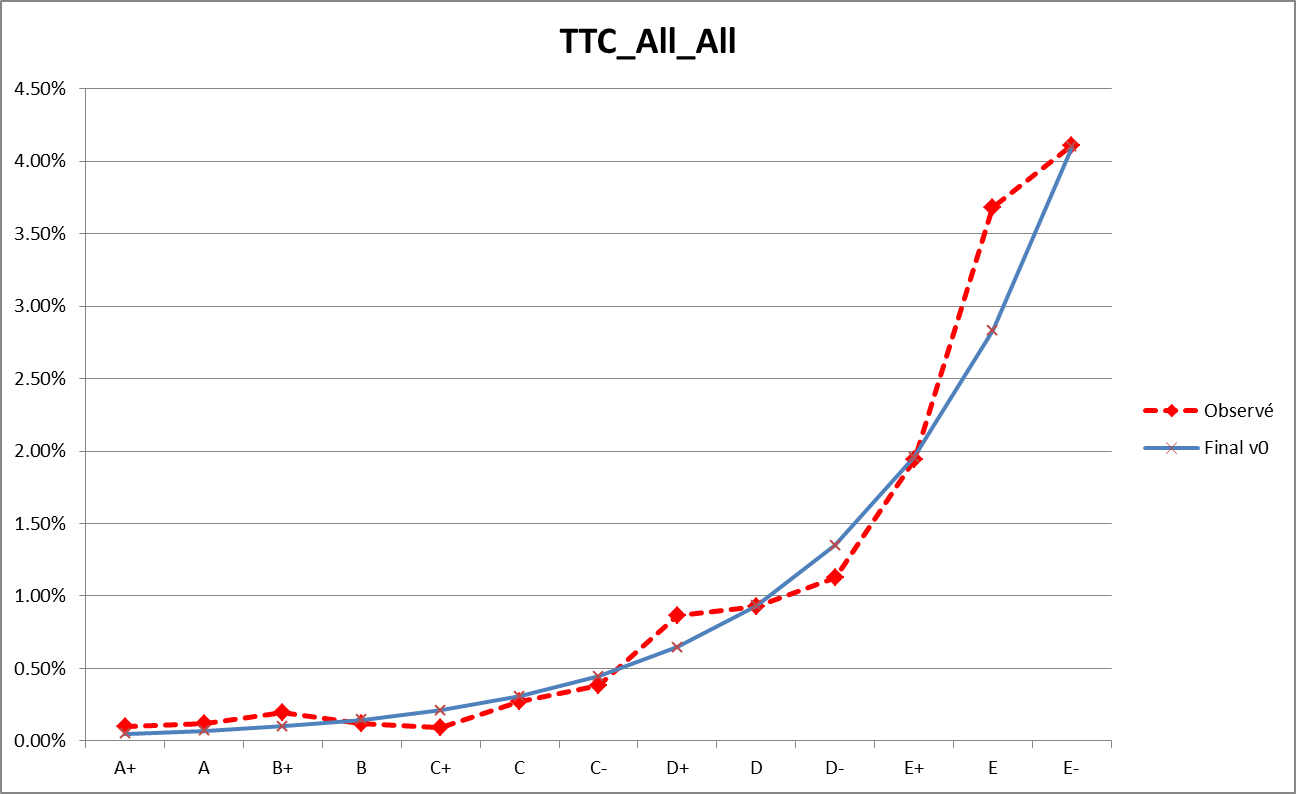 TTC_All_All
4.50%
4.00%
3.50%
3.00%
2.50%
2.00%
1.50%
1.00%
0.50%
0.00%
A+ A B+ B C+ C C- D+ D D- E+ E E-
Observé
Final v0